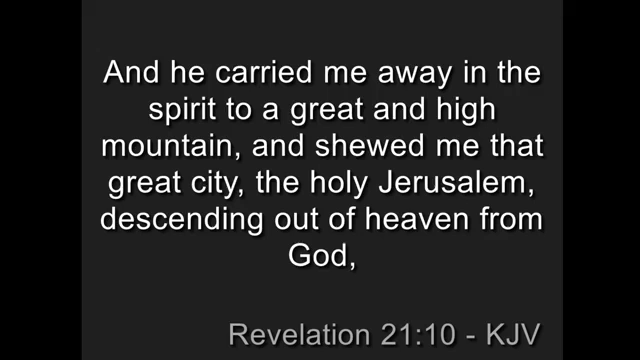 And he carried me away in the
spirit to a great and high
mountain, and shewed me that
great city, the holy Jerusalem,
descending out of heaven from
God,
Revelation 21:10 - KJV